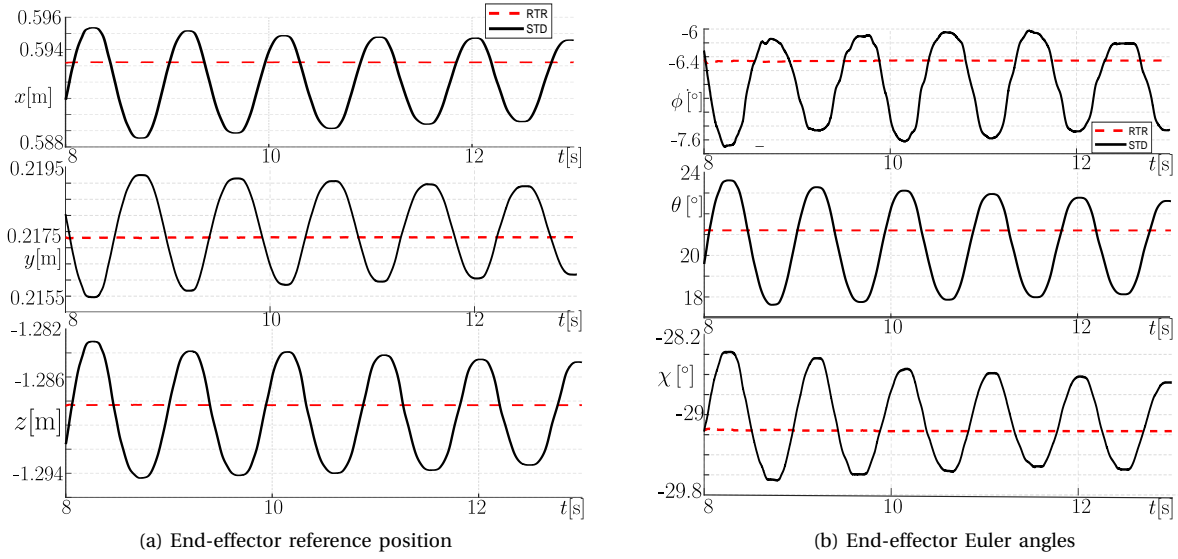 0.596
RTR
STD
0.594
x[m]
0.588
8
10
12
t[s]
0.2195
0.2175
y[m]
0.2155
8
10
12
t[s]
-1.282
-1.286
z[m]
-1.294
8
10
12
t[s]
(a) End-effector reference position
-6
-6.4
ϕ[°]
-7.6
RTR
STD
8
10
12
t[s]
24
θ[°]
20
18
8
10
12
t[s]
-28.2
χ[°]
-29
-29.8
8
10
12
t[s]
(b) End-effector Euler angles